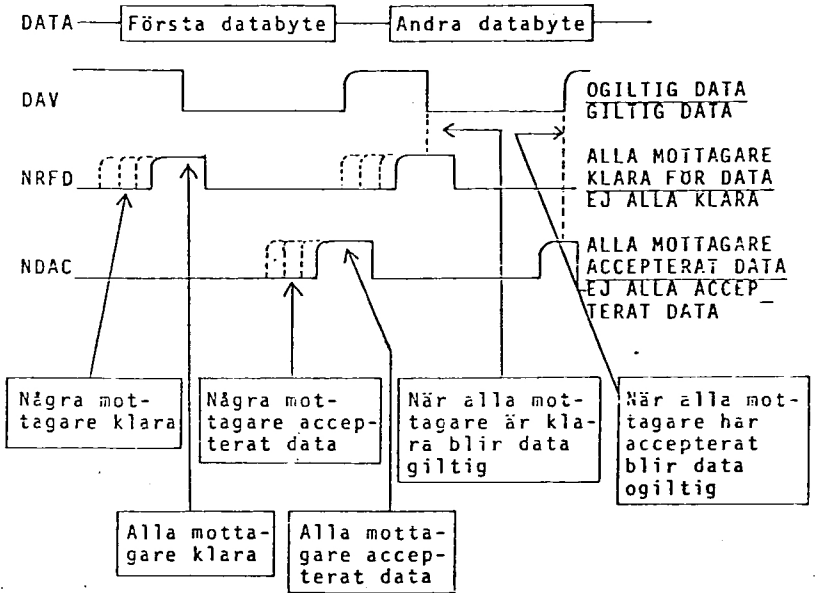 DATA
Första databyte
Andra databyte
DAV
OGILTIG DATA
GILTIG DATA
NRFD
ALLA MOTTAGARE
KLARA FÖR DATA
EJ ALLA KLARA
NDAC
ALLA MOTTAGARE
ACCEPTERAT DATA
EJ ALLA ACCEP-
TERAT DATA
Några mot-
tagare klara
Några mot-
tagare accep-
terat data
När alla mot-
tagare är kla-
ra blir data
giltig
När alla mot-
tagare har
accepterat
blir data
ogiltig
Alla motta-
gare klara
Alla motta-
gare accep-
terat data